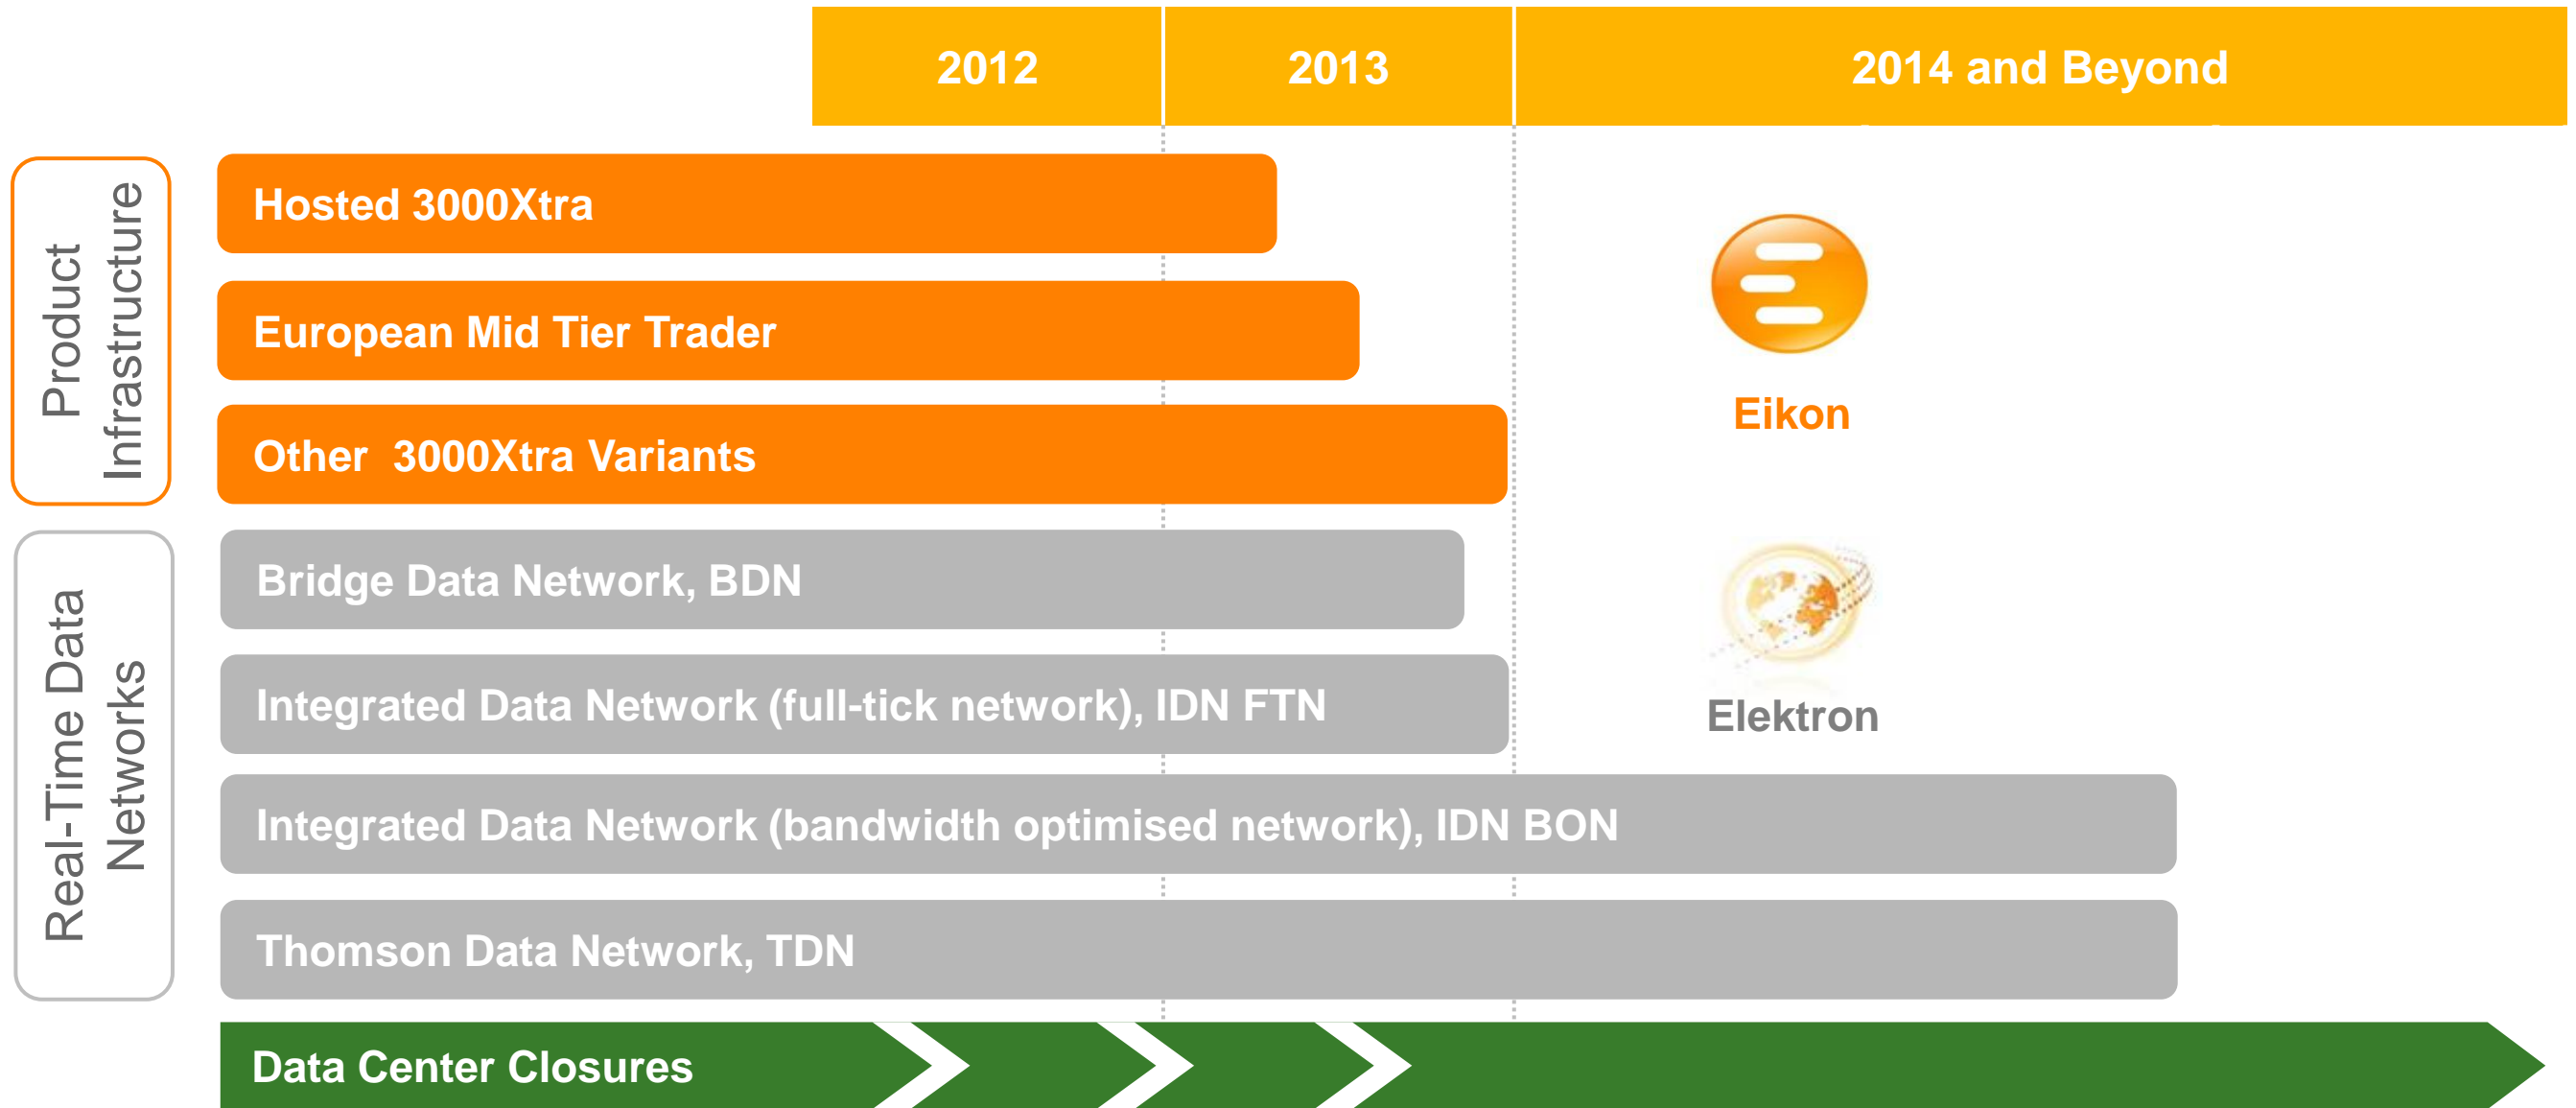 2012
2013
2014 and Beyond
Product
Infrastructure
Hosted 3000Xtra
European Mid Tier Trader
Other  3000Xtra Variants
Eikon
Real-Time Data
Networks
Bridge Data Network, BDN
Integrated Data Network (full-tick network), IDN FTN
Integrated Data Network (bandwidth optimised network), IDN BON
Thomson Data Network, TDN
Elektron
Data Center Closures